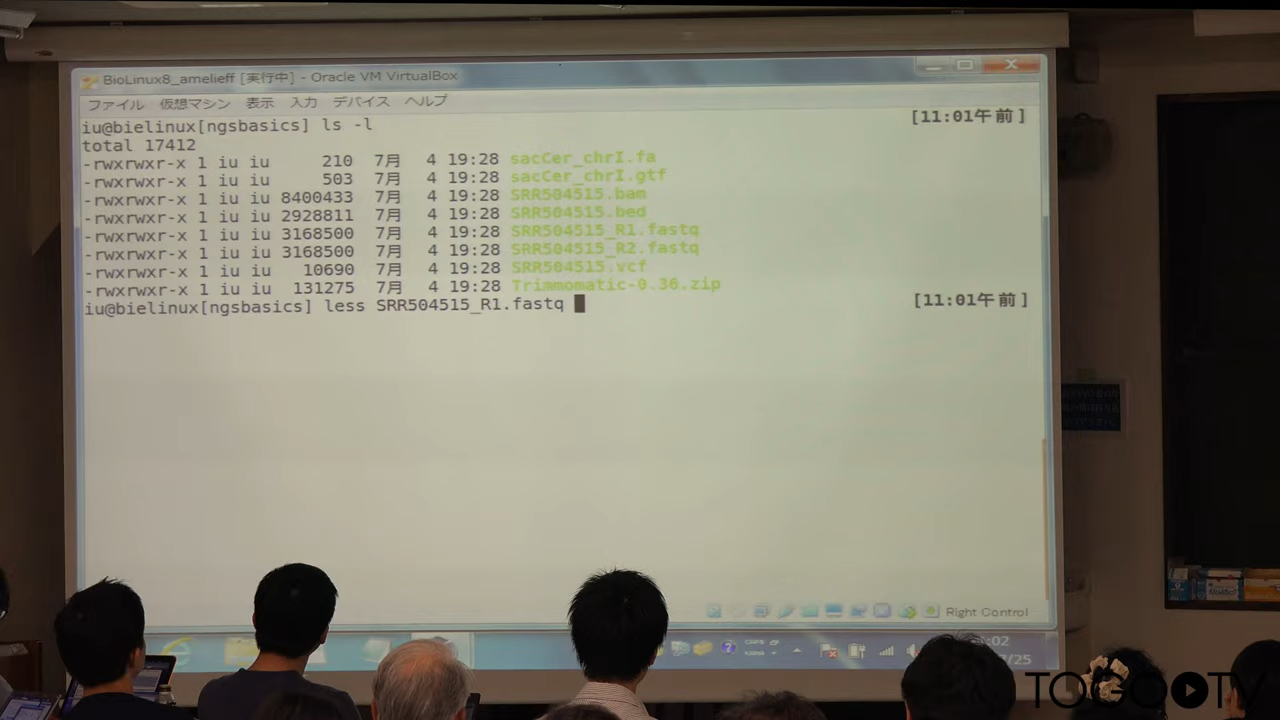 BioLinux8_amelieff [実行中] - Oracle VM VirtualBox
ファイル 仮想マシン 表示 入力 デバイス ヘルプ
iu@bielinux[ngsbasics] ls -l [11:01午前]
total 17412
-rwxrwxr-x 1 iu iu 210 7月 4 19:28 sacCer_chrI.fa
-rwxrwxr-x 1 iu iu 503 7月 4 19:28 sacCer_chrI.gtf
-rwxrwxr-x 1 iu iu 8400433 7月 4 19:28 SRR504515.bam
-rwxrwxr-x 1 iu iu 2928811 7月 4 19:28 SRR504515.bed
-rwxrwxr-x 1 iu iu 3168500 7月 4 19:28 SRR504515_R1.fastq
-rwxrwxr-x 1 iu iu 3168500 7月 4 19:28 SRR504515_R2.fastq
-rwxrwxr-x 1 iu iu 10690 7月 4 19:28 SRR504515.vcf
-rwxrwxr-x 1 iu iu 131275 7月 4 19:28 Trimmomatic-0.36.zip
iu@bielinux[ngsbasics] less SRR504515_R1.fastq [11:01午前]
Right Control
CAPS
KANA
:02
/25
TOGOTV